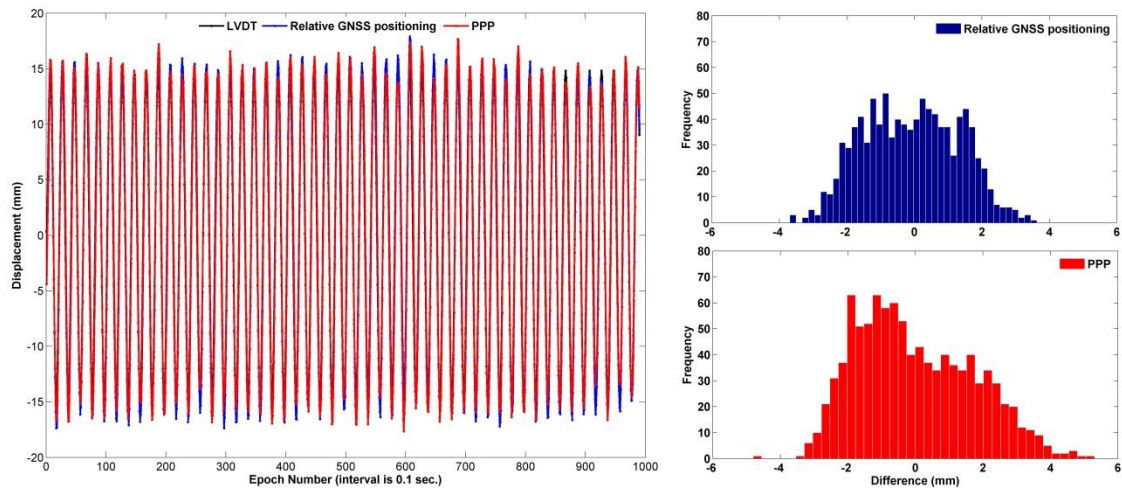 LVDT Relative GNSS positioning PPP
20
15
10
5
0
-5
-10
-15
-20
Displacement (mm)
0 100 200 300 400 500 600 700 800 900 1000
Epoch Number (interval is 0.1 sec.)
Relative GNSS positioning
80
70
60
50
40
30
20
10
0
Frequency
-6 -4 -2 0 2 4 6
PPP
80
70
60
50
40
30
20
10
0
Frequency
-6 -4 -2 0 2 4 6
Difference (mm)